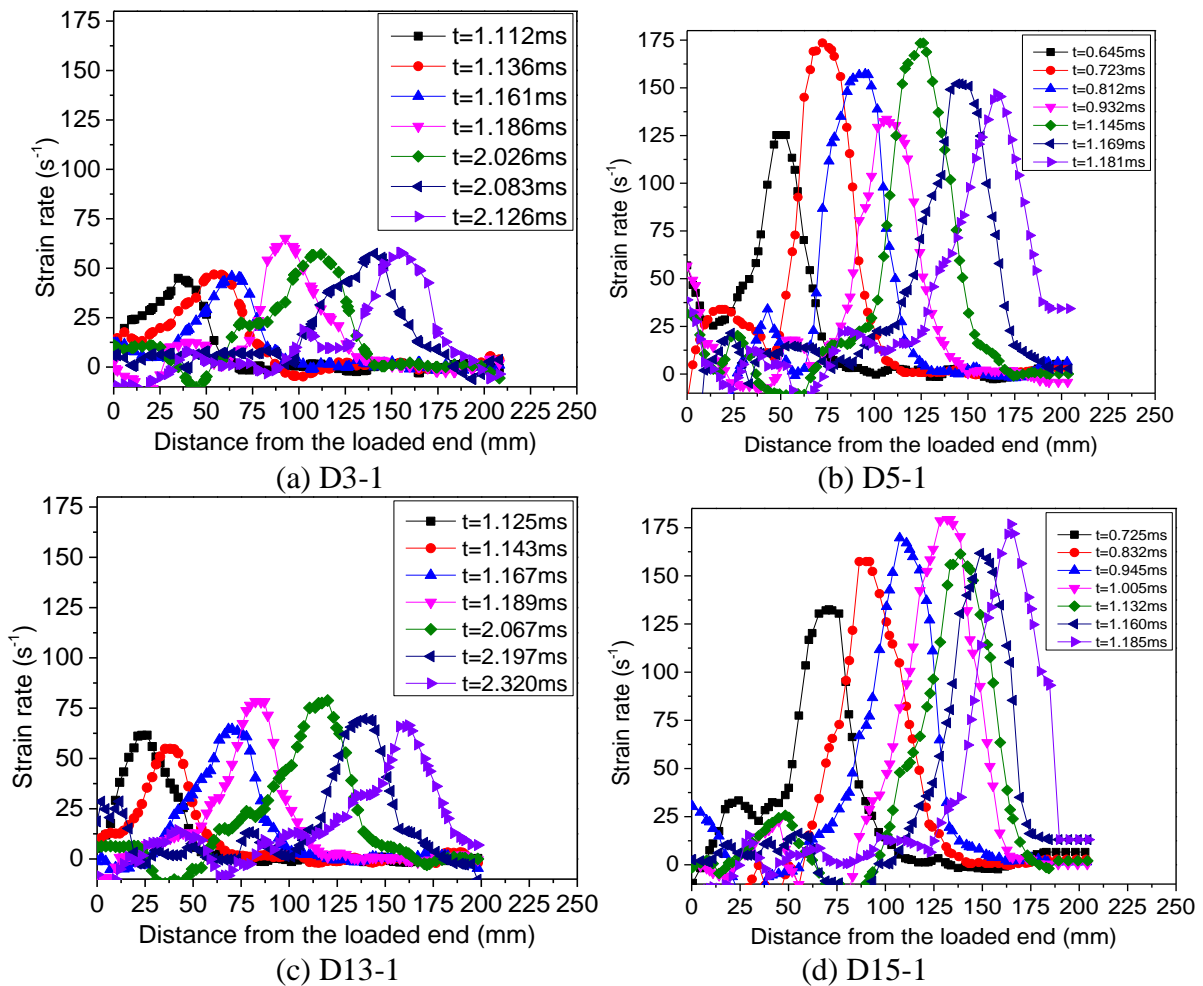 175
150
125
100
75
50
25
0
Strain rate (s⁻¹)
t=1.112ms
t=1.136ms
t=1.161ms
t=1.186ms
t=2.026ms
t=2.083ms
t=2.126ms
0 25 50 75 100 125 150 175 200 225 250
Distance from the loaded end (mm)
(a) D3-1
175
150
125
100
75
50
25
0
Strain rate (s⁻¹)
t=0.645ms
t=0.723ms
t=0.812ms
t=0.932ms
t=1.145ms
t=1.169ms
t=1.181ms
0 25 50 75 100 125 150 175 200 225 250
Distance from the loaded end (mm)
(b) D5-1
175
150
125
100
75
50
25
0
Strain rate (s⁻¹)
t=1.125ms
t=1.143ms
t=1.167ms
t=1.189ms
t=2.067ms
t=2.197ms
t=2.320ms
0 25 50 75 100 125 150 175 200 225 250
Distance from the loaded end (mm)
(c) D13-1
175
150
125
100
75
50
25
0
Strain rate (s⁻¹)
t=0.725ms
t=0.832ms
t=0.945ms
t=1.005ms
t=1.132ms
t=1.160ms
t=1.185ms
0 25 50 75 100 125 150 175 200 225 250
Distance from the loaded end (mm)
(d) D15-1